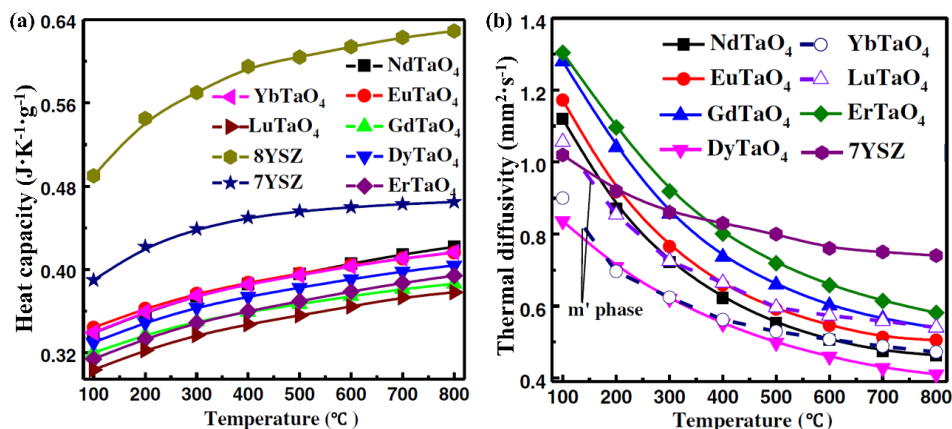 (a)
0.64
0.56
0.48
0.40
0.32
Heat capacity (J·K⁻¹·g⁻¹)
YbTaO₄
LuTaO₄
8YSZ
7YSZ
NdTaO₄
EuTaO₄
GdTaO₄
DyTaO₄
ErTaO₄
100 200 300 400 500 600 700 800
Temperature (℃)
(b)
1.4
1.2
1.0
0.8
0.6
0.4
Thermal diffusivity (mm²·s⁻¹)
NdTaO₄
EuTaO₄
GdTaO₄
DyTaO₄
YbTaO₄
LuTaO₄
ErTaO₄
7YSZ
m' phase
100 200 300 400 500 600 700 800
Temperature (℃)